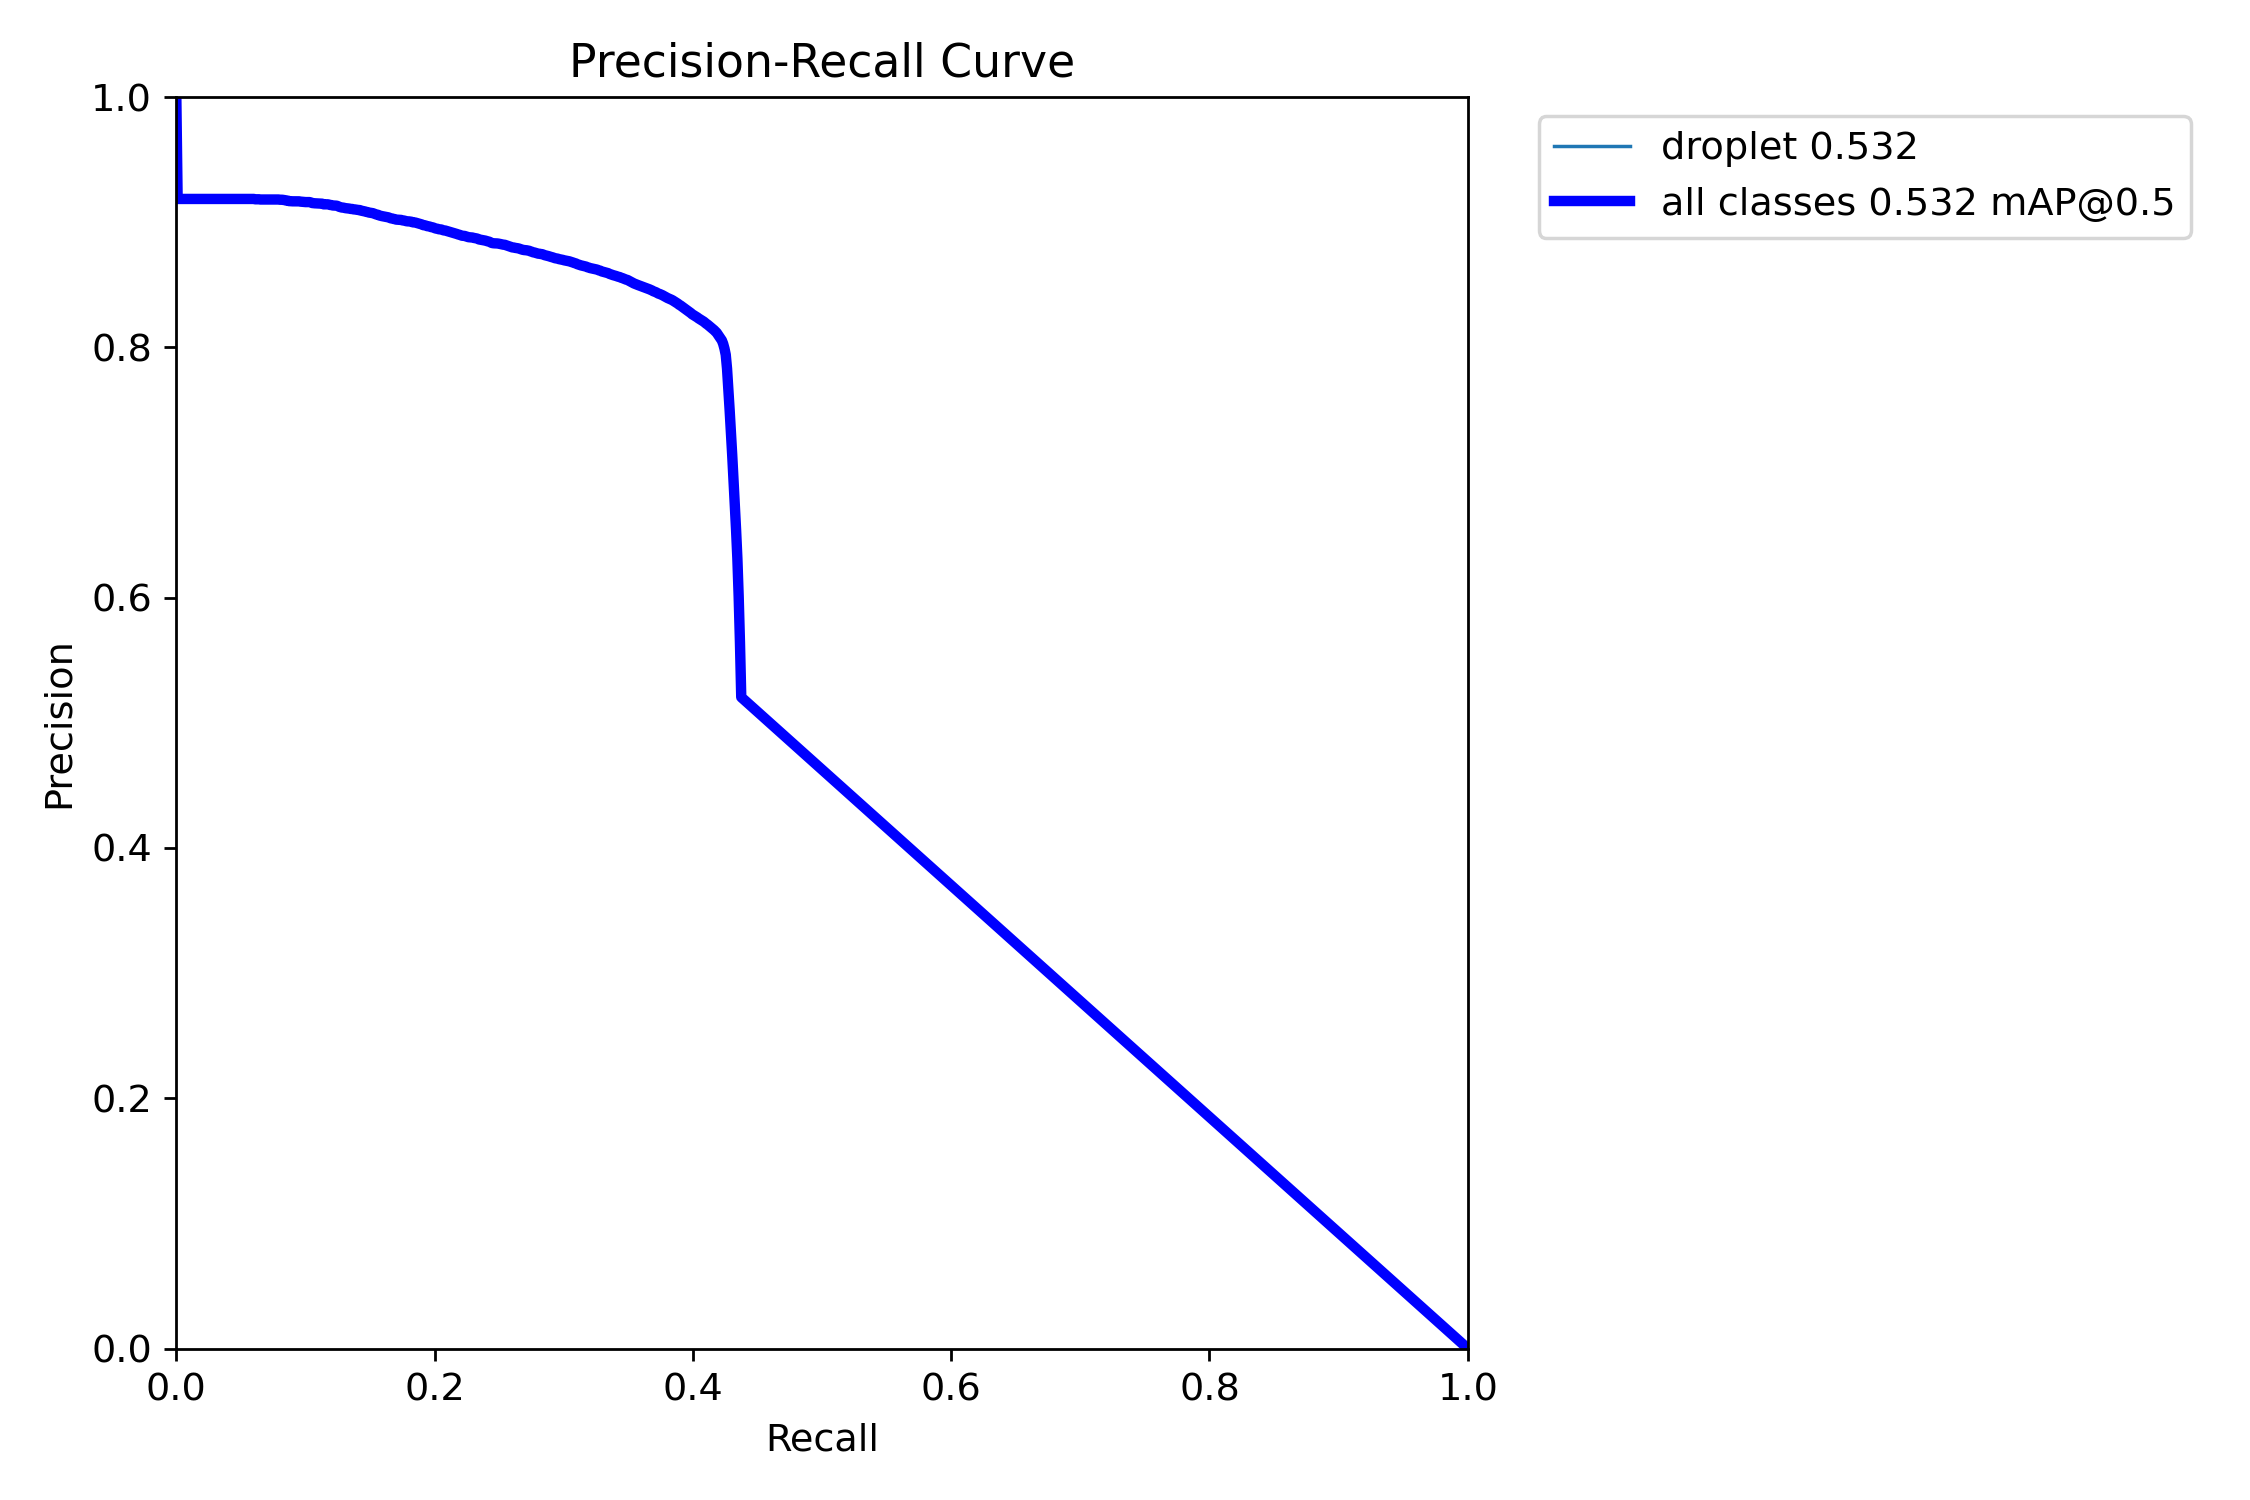 Precision-Recall Curve
1.0
0.8
0.6
0.4
0.2
0.0
Precision
0.0 0.2 0.4 0.6 0.8 1.0
Recall
droplet 0.532
all classes 0.532 mAP@0.5